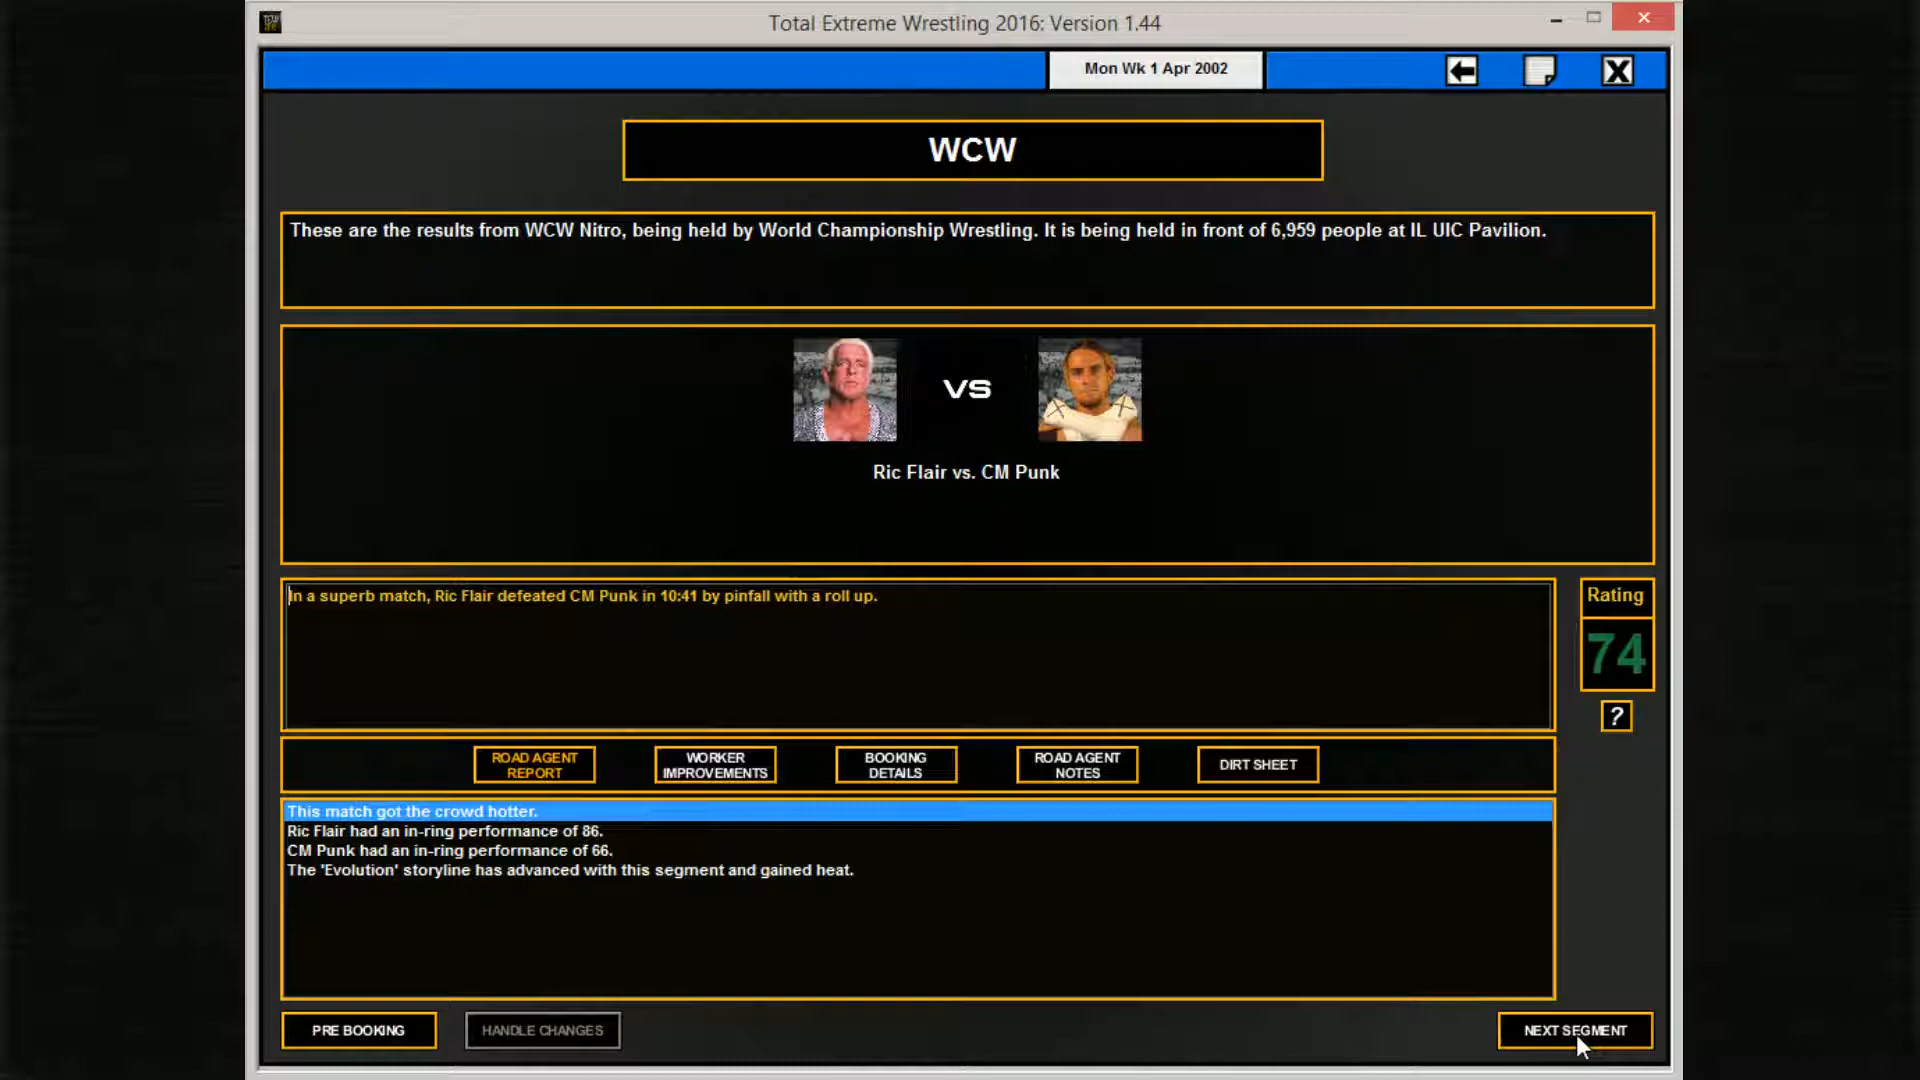 Total Extreme Wrestling 2016: Version 1.44
Mon Wk 1 Apr 2002
WCW
These are the results from WCW Nitro, being held by World Championship Wrestling. It is being held in front of 6,959 people at IL UIC Pavilion.
VS
Ric Flair vs. CM Punk
In a superb match, Ric Flair defeated CM Punk in 10:41 by pinfall with a roll up.
Rating
74
?
ROAD AGENT REPORT
WORKER IMPROVEMENTS
BOOKING DETAILS
ROAD AGENT NOTES
DIRT SHEET
This match got the crowd hotter.
Ric Flair had an in-ring performance of 86.
CM Punk had an in-ring performance of 66.
The 'Evolution' storyline has advanced with this segment and gained heat.
PRE BOOKING
HANDLE CHANGES
NEXT SEGMENT